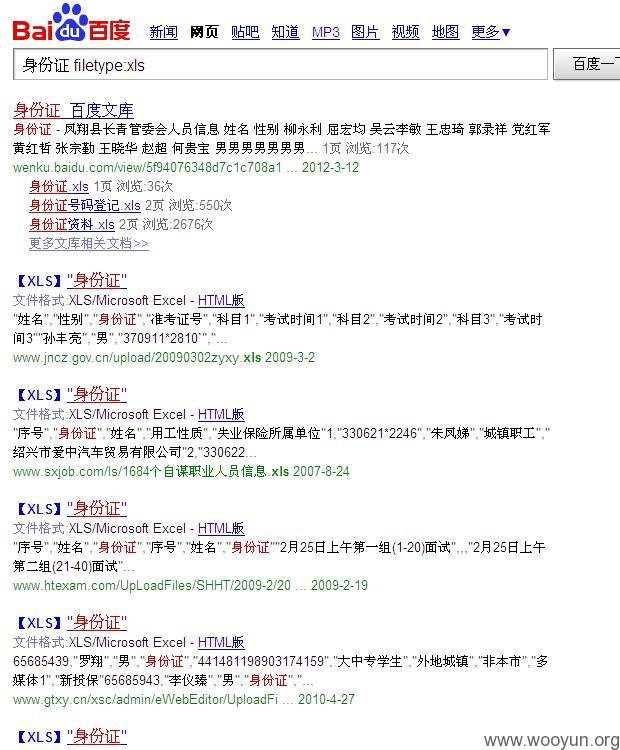 Bai du 百度 新闻 网页 贴吧 知道 MP3 图片 视频 地图 更多▼
身份证 filetype:xls 百度一下
身份证_百度文库
身份证 - 凤翔县长青管委会人员信息 姓名 性别 柳永利 屈宏均 吴云李敏 王忠琦 郭录祥 党红军
黄红哲 张宗勤 王晓华 赵超 何贵宝 男男男男男男男... 1页 浏览:117次
wenku.baidu.com/view/5f94076348d7c1c708a1 ... 2012-3-12
身份证.xls 1页 浏览:36次
身份证号码登记.xls 2页 浏览:550次
身份证资料.xls 2页 浏览:2676次
更多文库相关文档>>
【XLS】"身份证"
文件格式:XLS/Microsoft Excel - HTML版
"姓名","性别","身份证","准考证号","科目1","考试时间1","科目2","考试时间2","科目3","考试时
间3""孙丰亮","男","370911*2810`","...
www.jncz.gov.cn/upload/20090302zyxy.xls 2009-3-2
【XLS】"身份证"
文件格式:XLS/Microsoft Excel - HTML版
"序号","身份证","姓名","用工性质","失业保险所属单位"1,"330621*2246","朱凤娣","城镇职工","
绍兴市爱中汽车贸易有限公司"2,"330622...
www.sxjob.com/ls/1684个自谋职业人员信息.xls 2007-8-24
【XLS】"身份证"
文件格式:XLS/Microsoft Excel - HTML版
"序号","姓名","身份证","序号","姓名","身份证""2月25日上午第一组(1-20)面试",,,"2月25日上午
第二组(21-40)面试"...
www.htexam.com/UpLoadFiles/SHHT/2009-2/20 ... 2009-2-19
【XLS】"身份证"
文件格式:XLS/Microsoft Excel - HTML版
65685439,"罗翔","男","身份证","441481198903174159","大中专学生","外地城镇","非本市","多
媒体1","新投保"65685943,"李仪臻","男","身份证","...
www.gtxy.cn/xsc/admin/eWebEditor/UploadFi ... 2010-4-27
【XLS】"身份证"
www.wooyun.org